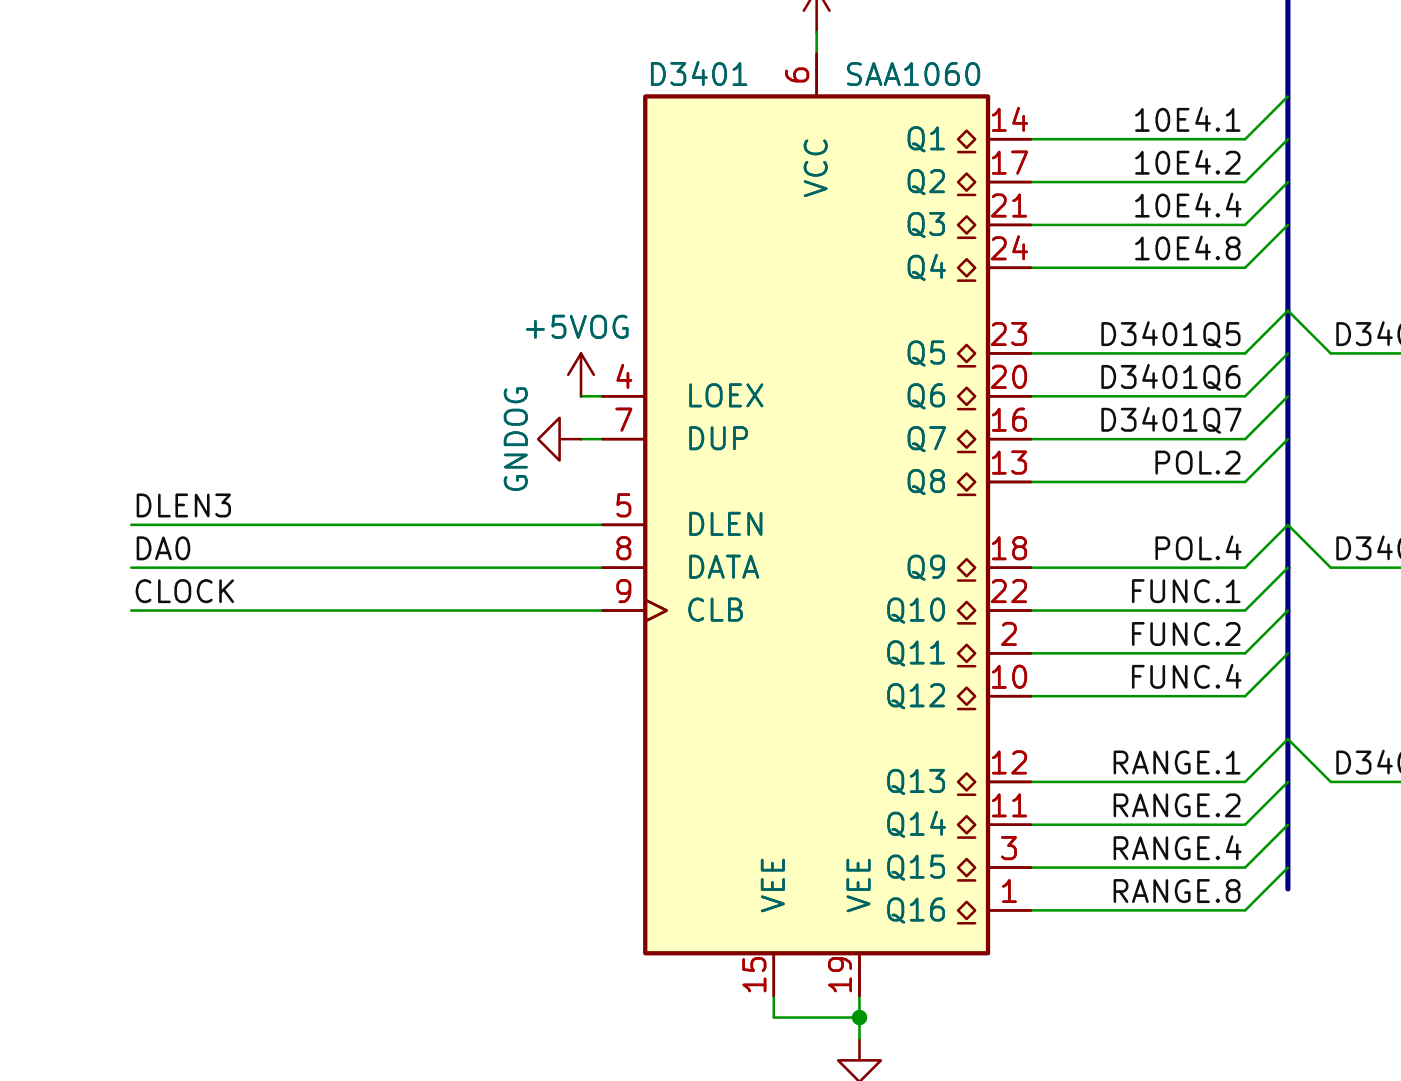 D3401
SAA1060
6
VCC
Q1 14 10E4.1
Q2 17 10E4.2
Q3 21 10E4.4
Q4 24 10E4.8
+5VOG
GNDOG
4 LOEX
7 DUP
Q5 23 D3401Q5
Q6 20 D3401Q6
Q7 16 D3401Q7
Q8 13 POL.2
DLEN3 5 DLEN
DA0 8 DATA
CLOCK 9 CLB
Q9 18 POL.4
Q10 22 FUNC.1
Q11 2 FUNC.2
Q12 10 FUNC.4
Q13 12 RANGE.1
Q14 11 RANGE.2
Q15 3 RANGE.4
Q16 1 RANGE.8
VEE
VEE
15
19